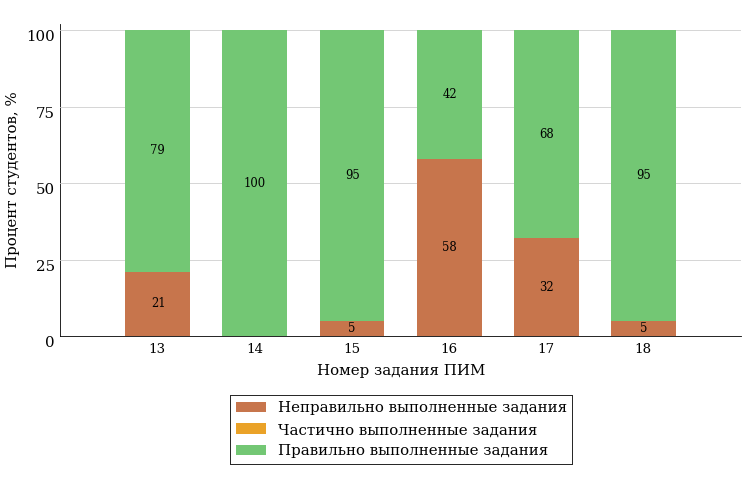 100
75
50
25
0
Процент студентов, %
79
100
95
42
68
95
21
5
58
32
5
13 14 15 16 17 18
Номер задания ПИМ
Неправильно выполненные задания
Частично выполненные задания
Правильно выполненные задания